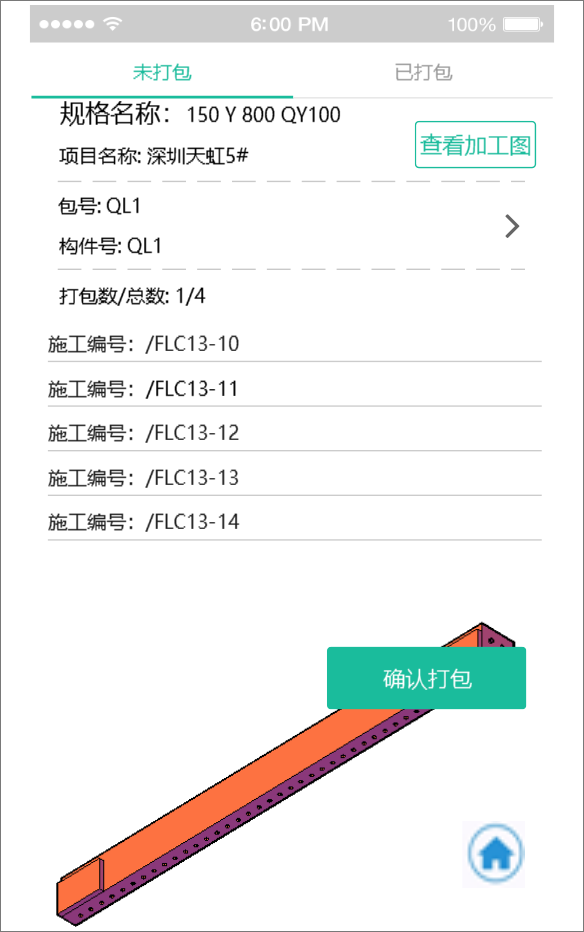 6:00 PM 100%
未打包 已打包
规格名称：150 Y 800 QY100
查看加工图
项目名称: 深圳天虹5#
包号: QL1
构件号: QL1
打包数/总数: 1/4
施工编号：/FLC13-10
施工编号：/FLC13-11
施工编号：/FLC13-12
施工编号：/FLC13-13
施工编号：/FLC13-14
确认打包